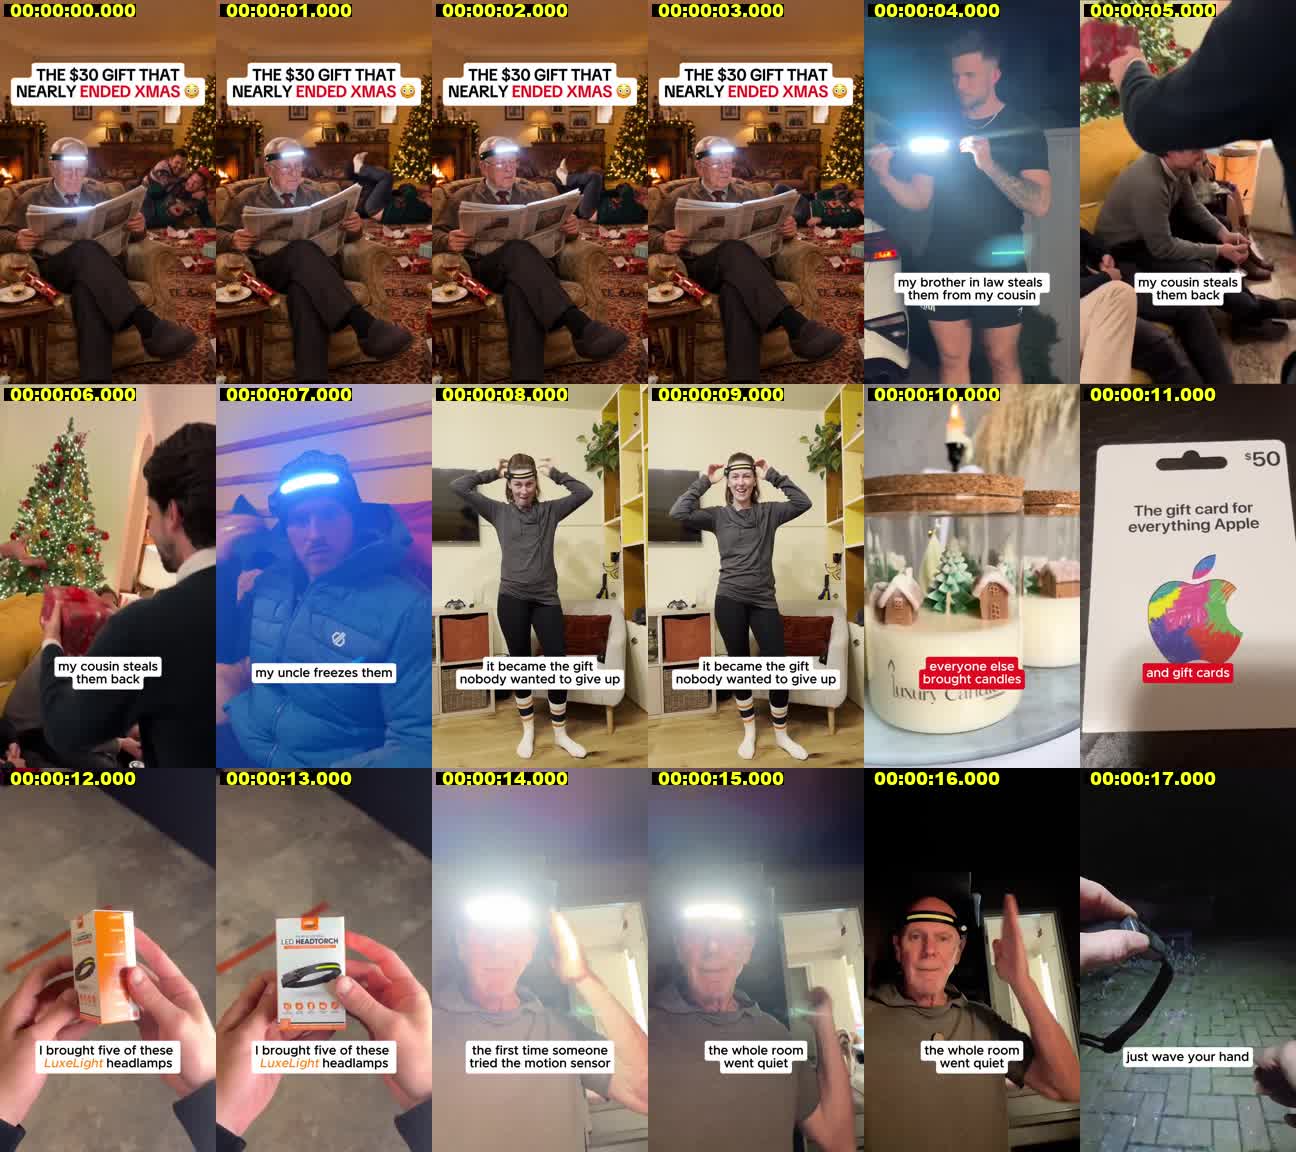 00:00:00.000
THE $30 GIFT THAT
NEARLY ENDED XMAS 😳
00:00:01.000
THE $30 GIFT THAT
NEARLY ENDED XMAS 😳
00:00:02.000
THE $30 GIFT THAT
NEARLY ENDED XMAS 😳
00:00:03.000
THE $30 GIFT THAT
NEARLY ENDED XMAS 😳
00:00:04.000
my brother in law steals
them from my cousin
00:00:05.000
my cousin steals
them back
00:00:06.000
my cousin steals
them back
00:00:07.000
my uncle freezes them
00:00:08.000
it became the gift
nobody wanted to give up
00:00:09.000
it became the gift
nobody wanted to give up
00:00:10.000
everyone else
brought candles
luxury
00:00:11.000
$50
The gift card for
everything Apple
and gift cards
00:00:12.000
I brought five of these
LuxeLight headlamps
00:00:13.000
LED HEADTORCH
I brought five of these
LuxeLight headlamps
00:00:14.000
the first time someone
tried the motion sensor
00:00:15.000
the whole room
went quiet
00:00:16.000
the whole room
went quiet
00:00:17.000
just wave your hand